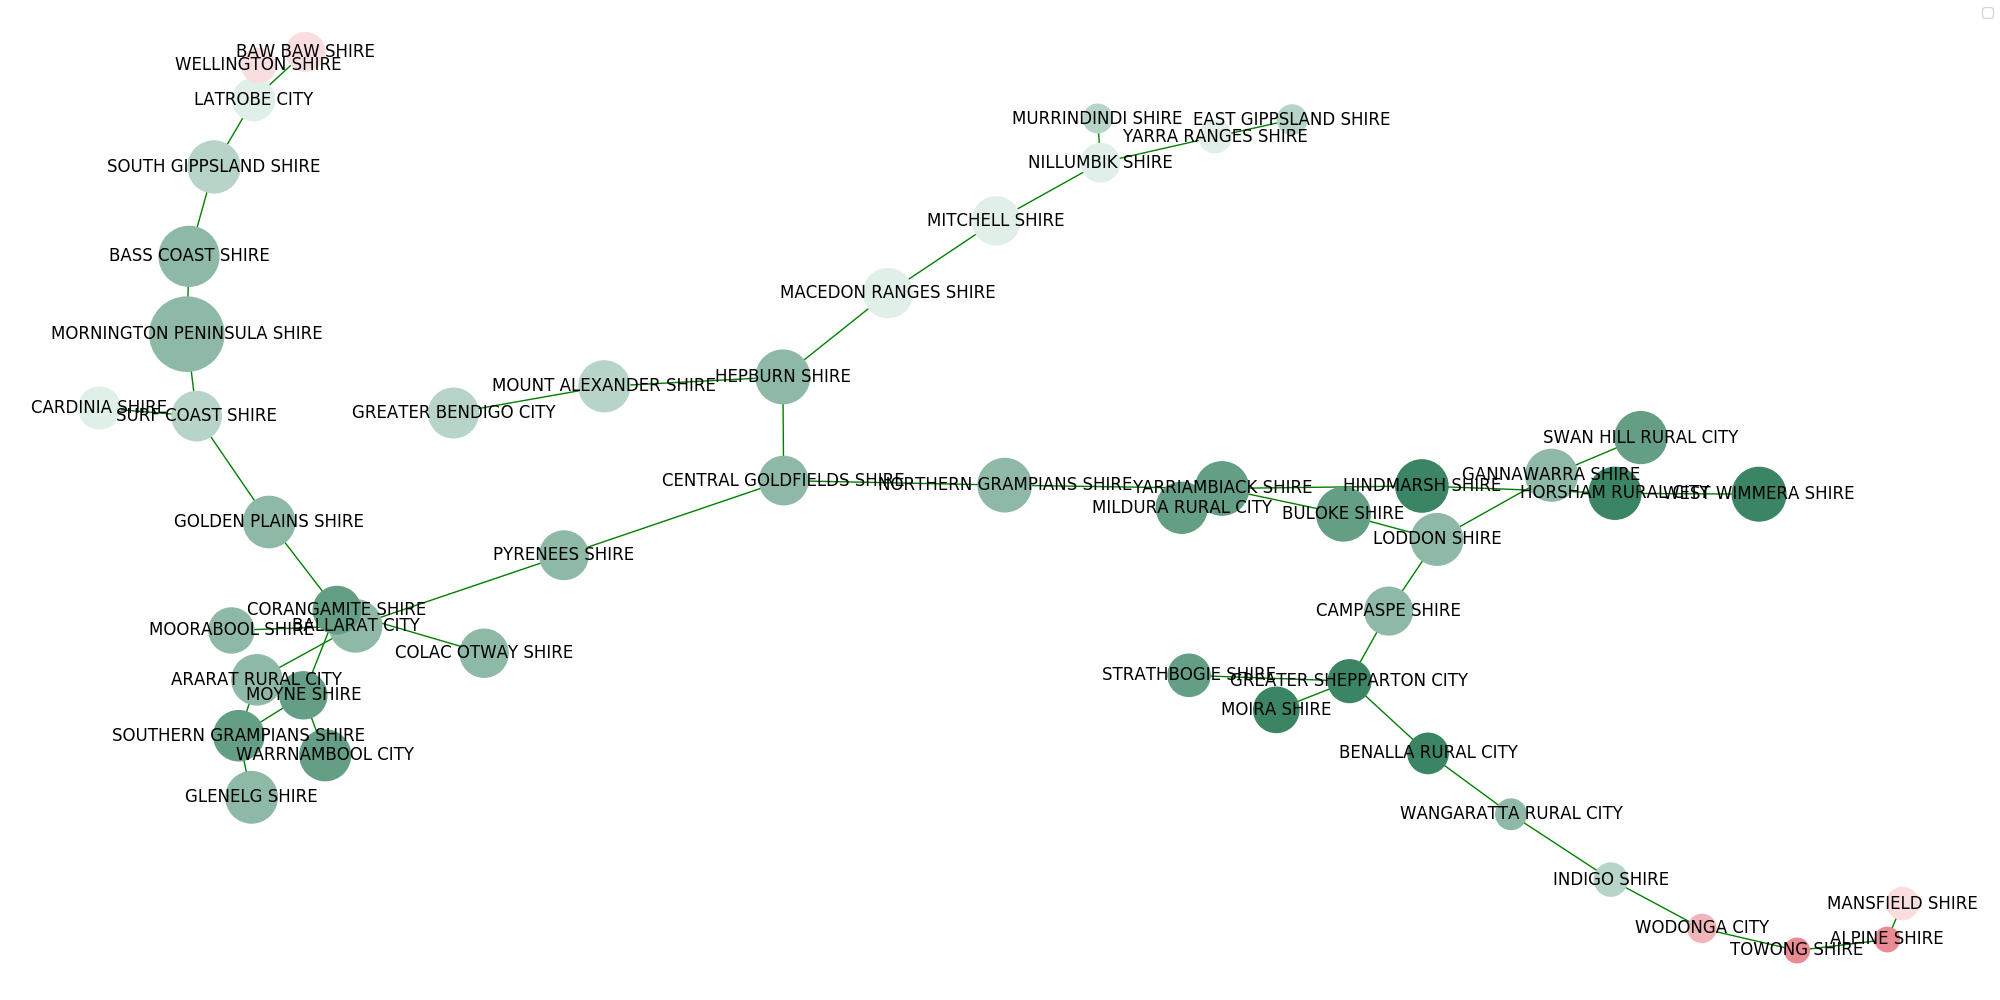 BAW BAW SHIRE
WELLINGTON SHIRE
LATROBE CITY
MURRINDINDI SHIRE
EAST GIPPSLAND SHIRE
YARRA RANGES SHIRE
NILLUMBIK SHIRE
SOUTH GIPPSLAND SHIRE
MITCHELL SHIRE
BASS COAST SHIRE
MACEDON RANGES SHIRE
MORNINGTON PENINSULA SHIRE
HEPBURN SHIRE
MOUNT ALEXANDER SHIRE
CARDINIA SHIRE
GREATER BENDIGO CITY
SURF COAST SHIRE
SWAN HILL RURAL CITY
GANNAWARRA SHIRE
CENTRAL GOLDFIELDS SHIRE
NORTHERN GRAMPIANS SHIRE
YARRIAMBIACK SHIRE
HINDMARSH SHIRE
HORSHAM RURAL CITY
WEST WIMMERA SHIRE
MILDURA RURAL CITY
BULOKE SHIRE
GOLDEN PLAINS SHIRE
LODDON SHIRE
PYRENEES SHIRE
CORANGAMITE SHIRE
CAMPASPE SHIRE
BALLARAT CITY
MOORABOOL SHIRE
COLAC OTWAY SHIRE
STRATHBOGIE SHIRE
ARARAT RURAL CITY
GREATER SHEPPARTON CITY
MOYNE SHIRE
MOIRA SHIRE
SOUTHERN GRAMPIANS SHIRE
BENALLA RURAL CITY
WARRNAMBOOL CITY
GLENELG SHIRE
WANGARATTA RURAL CITY
INDIGO SHIRE
MANSFIELD SHIRE
WODONGA CITY
ALPINE SHIRE
TOWONG SHIRE